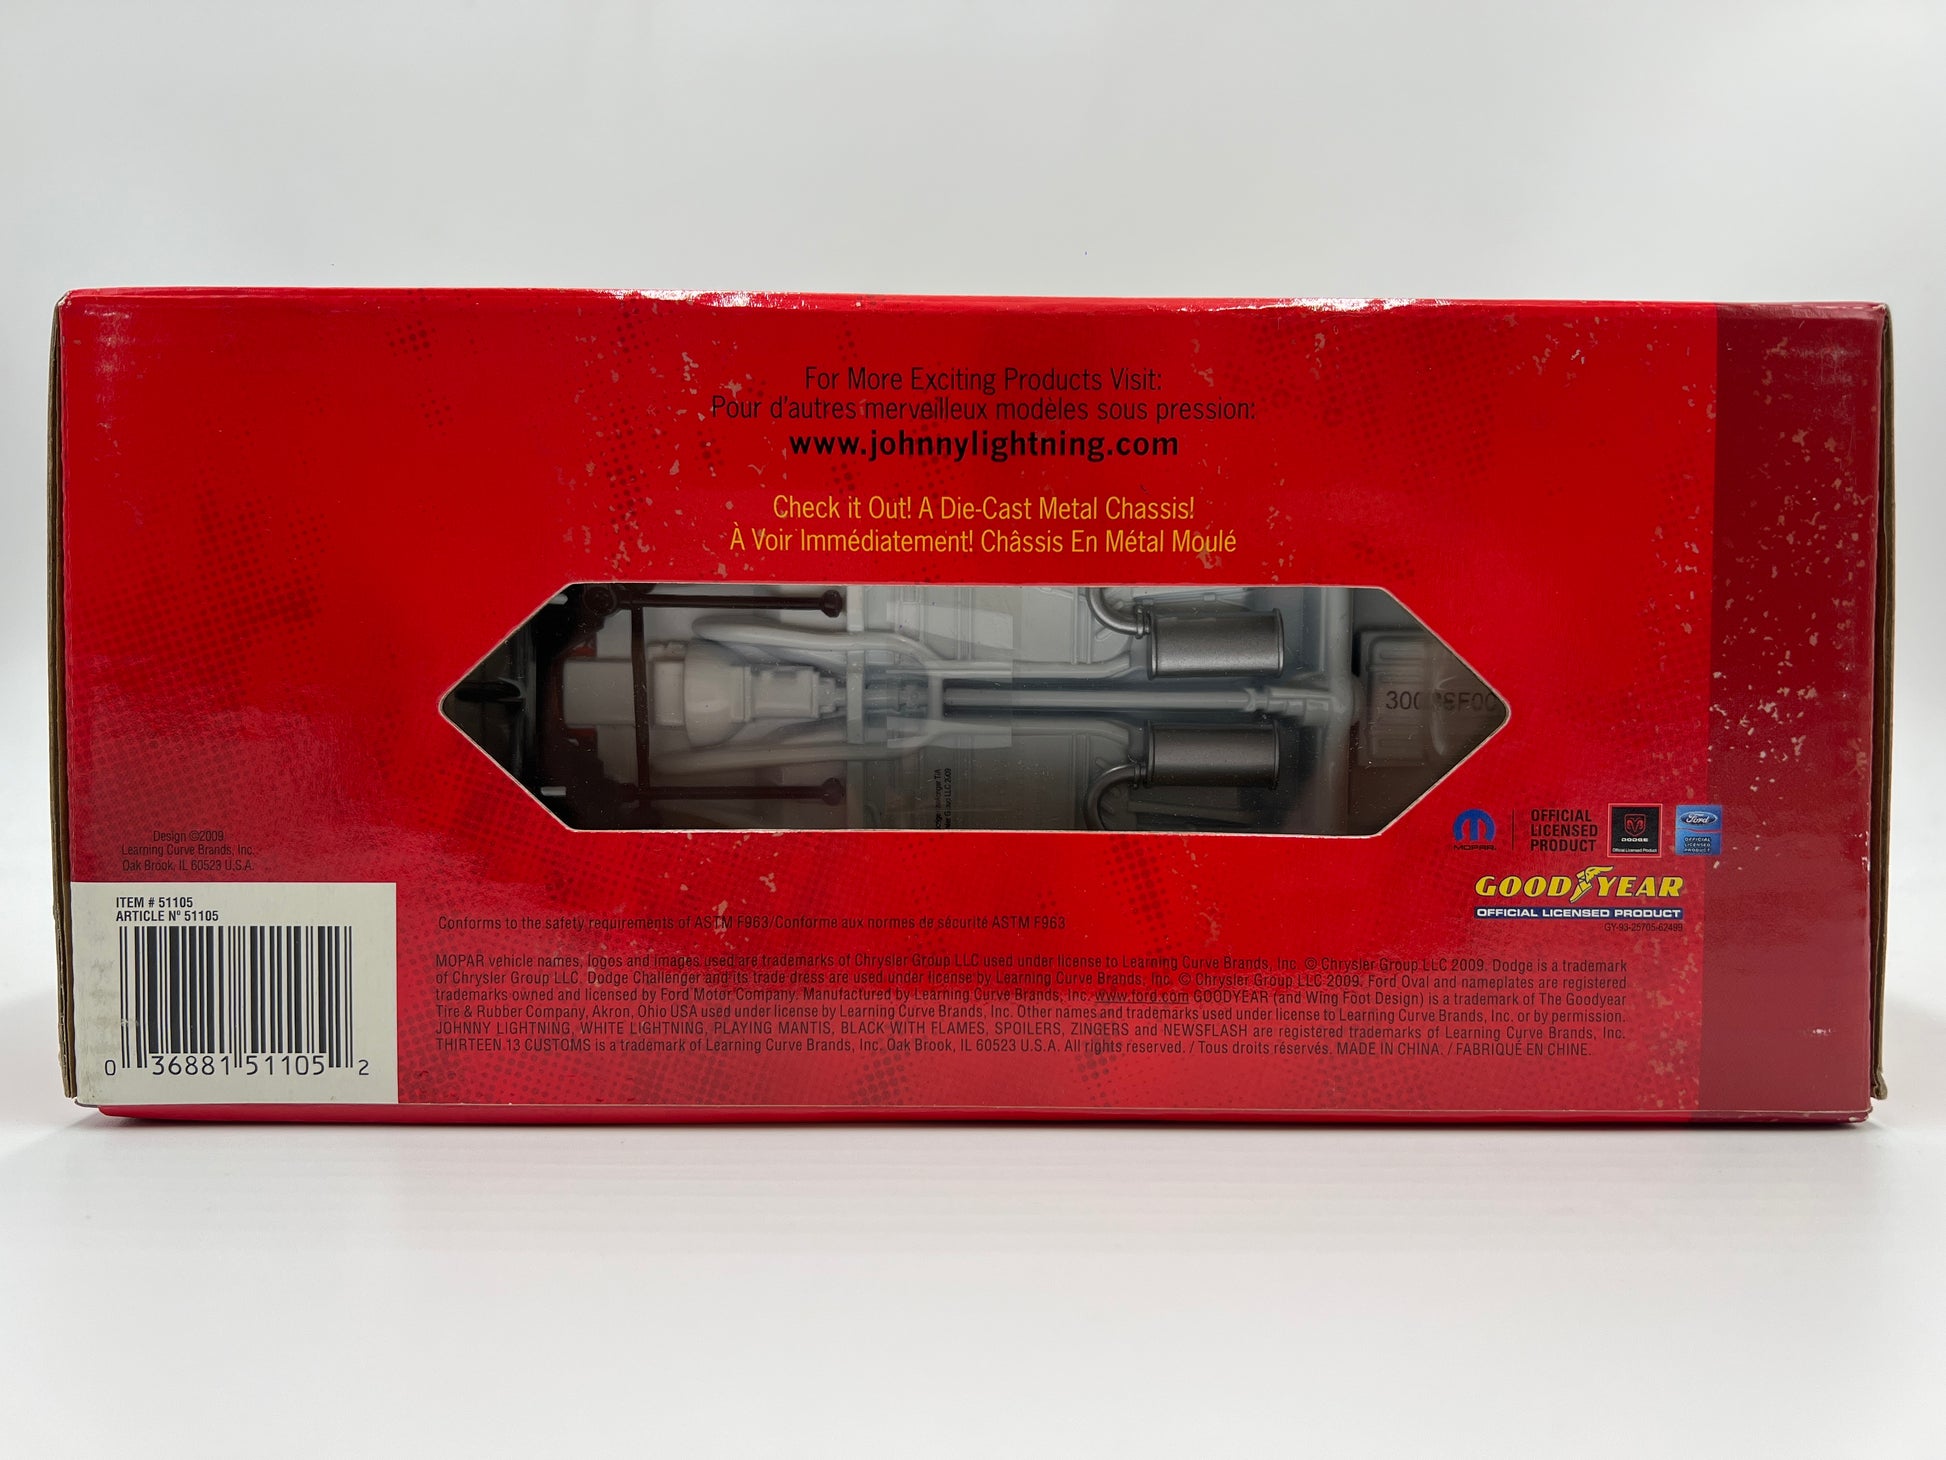 For More Exciting Products Visit:
Pour d'autres merveilleux modèles sous pression:
www.johnnylightning.com
Check it Out! A Die-Cast Metal Chassis!
À Voir Immédiatement! Châssis En Métal Moulé
Design ©2009
Learning Curve Brands, Inc.
Oak Brook, IL 60523 U.S.A.
ITEM # 51105
ARTICLE Nº 51105
0 36881 51105 2
MOPAR
OFFICIAL
LICENSED
PRODUCT
DODGE
Official Licensed Product
Ford
OFFICIAL
LICENSED
PRODUCT
GOODYEAR
OFFICIAL LICENSED PRODUCT
GY-93-25705-62499
Conforms to the safety requirements of ASTM F963/Conforme aux normes de sécurité ASTM F963
MOPAR vehicle names, logos and images used are trademarks of Chrysler Group LLC used under license to Learning Curve Brands, Inc. © Chrysler Group LLC 2009. Dodge is a trademark
of Chrysler Group LLC. Dodge Challenger and its trade dress are used under license by Learning Curve Brands, Inc. © Chrysler Group LLC 2009. Ford Oval and nameplates are registered
trademarks owned and licensed by Ford Motor Company. Manufactured by Learning Curve Brands, Inc. www.ford.com GOODYEAR (and Wing Foot Design) is a trademark of The Goodyear
Tire & Rubber Company, Akron, Ohio USA used under license by Learning Curve Brands, Inc. Other names and trademarks used under license to Learning Curve Brands, Inc. or by permission.
JOHNNY LIGHTNING, WHITE LIGHTNING, PLAYING MANTIS, BLACK WITH FLAMES, SPOILERS, ZINGERS and NEWSFLASH are registered trademarks of Learning Curve Brands, Inc.
THIRTEEN 13 CUSTOMS is a trademark of Learning Curve Brands, Inc. Oak Brook, IL 60523 U.S.A. All rights reserved. / Tous droits réservés. MADE IN CHINA. / FABRIQUÉ EN CHINE.